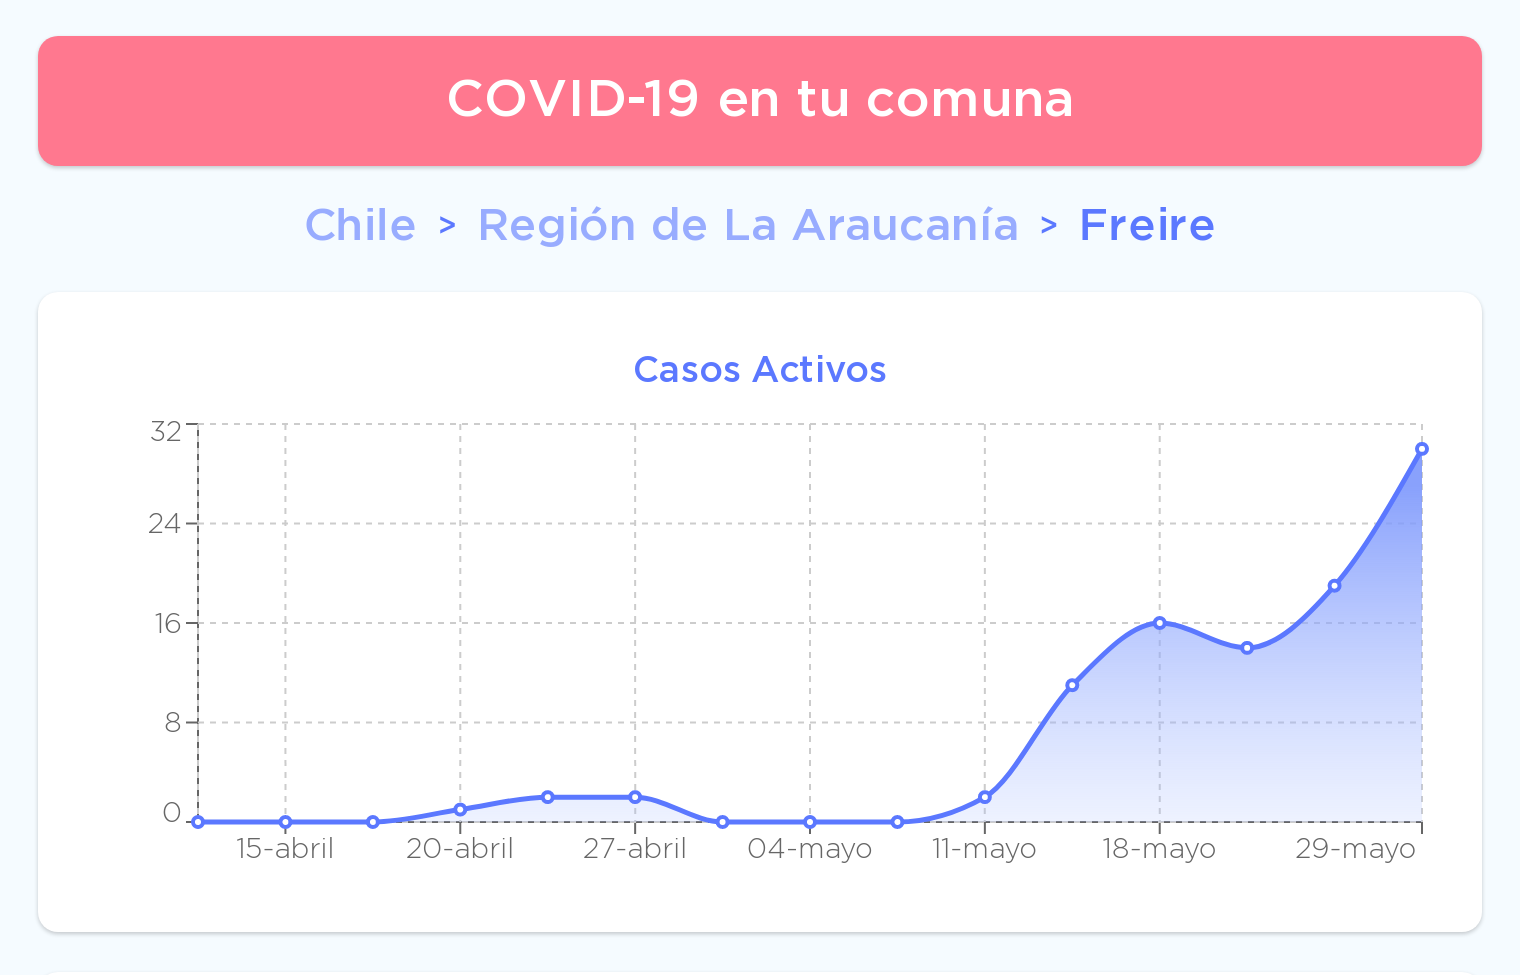 COVID-19 en tu comuna
Chile > Región de La Araucanía > Freire
Casos Activos
32
24
16
8
0
15-abril 20-abril 27-abril 04-mayo 11-mayo 18-mayo 29-mayo